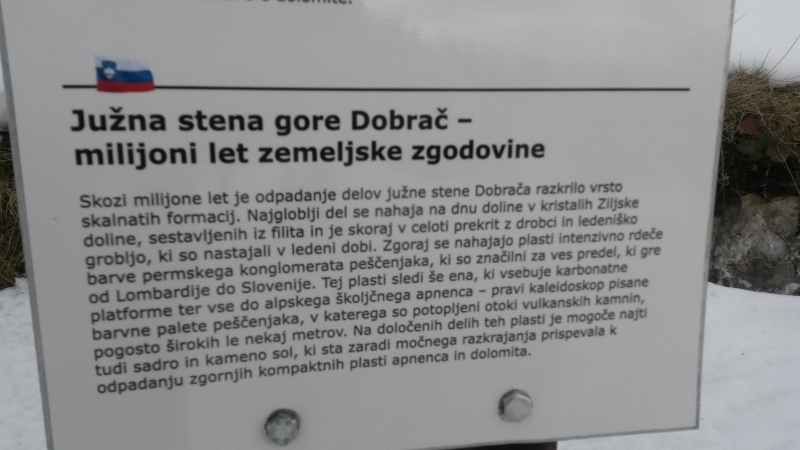 dolomite.
Južna stena gore Dobrač –
milijoni let zemeljske zgodovine
Skozi milijone let je odpadanje delov južne stene Dobrača razkrilo vrsto
skalnatih formacij. Najgloblji del se nahaja na dnu doline v kristalih Ziljske
doline, sestavljenih iz filita in je skoraj v celoti prekrit z drobci in ledeniško
grobljo, ki so nastajali v ledeni dobi. Zgoraj se nahajajo plasti intenzivno rdeče
barve permskega konglomerata peščenjaka, ki so značilni za ves predel, ki gre
od Lombardije do Slovenije. Tej plasti sledi še ena, ki vsebuje karbonatne
platforme ter vse do alpskega školjčnega apnenca – pravi kaleidoskop pisane
barvne palete peščenjaka, v katerega so potopljeni otoki vulkanskih kamnin,
pogosto širokih le nekaj metrov. Na določenih delih teh plasti je mogoče najti
tudi sadro in kameno sol, ki sta zaradi močnega razkrajanja prispevala k
odpadanju zgornjih kompaktnih plasti apnenca in dolomita.